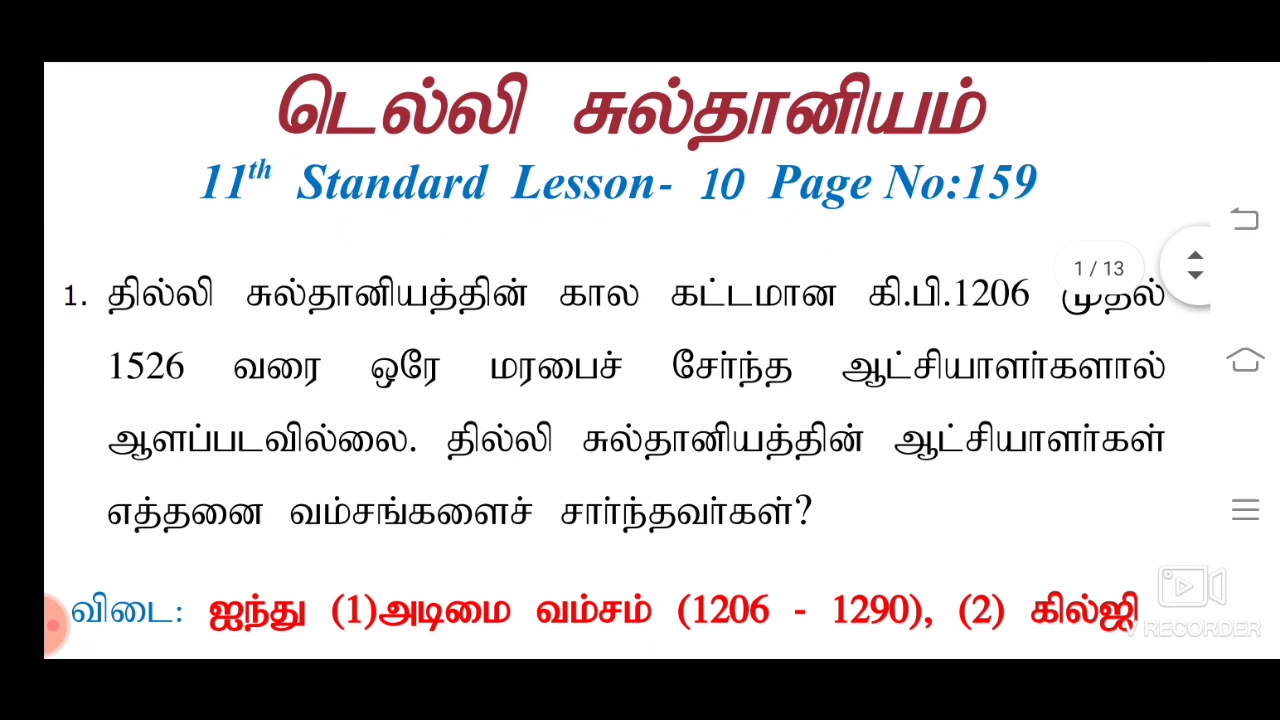 டெல்லி சுல்தானியம்
11th Standard Lesson- 10 Page No:159
1. தில்லி சுல்தானியத்தின் கால கட்டமான கி.பி.1206 முதல்
1 / 13
1526 வரை ஒரே மரபைச் சேர்ந்த ஆட்சியாளர்களால்
ஆளப்படவில்லை. தில்லி சுல்தானியத்தின் ஆட்சியாளர்கள்
எத்தனை வம்சங்களைச் சார்ந்தவர்கள்?
விடை: ஐந்து (1)அடிமை வம்சம் (1206 - 1290), (2) கில்ஜி
V RECORDER